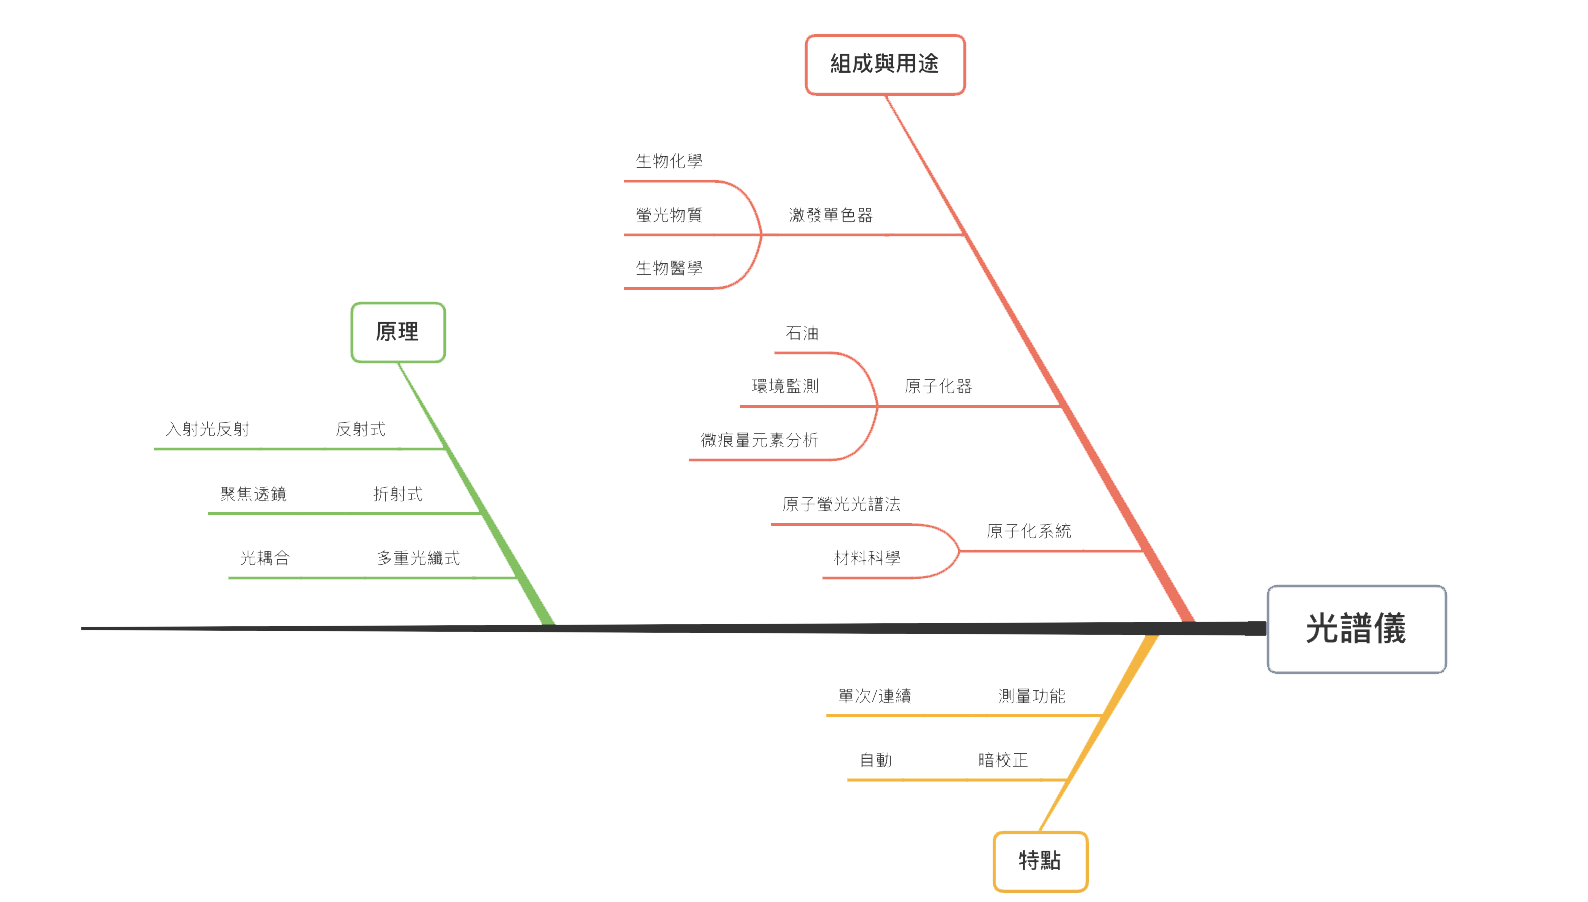 組成與用途
生物化學
螢光物質
激發單色器
生物醫學
石油
環境監測
原子化器
微痕量元素分析
原子螢光光譜法
原子化系統
材料科學
原理
入射光反射
反射式
聚焦透鏡
折射式
光耦合
多重光纖式
光譜儀
單次/連續
測量功能
自動
暗校正
特點